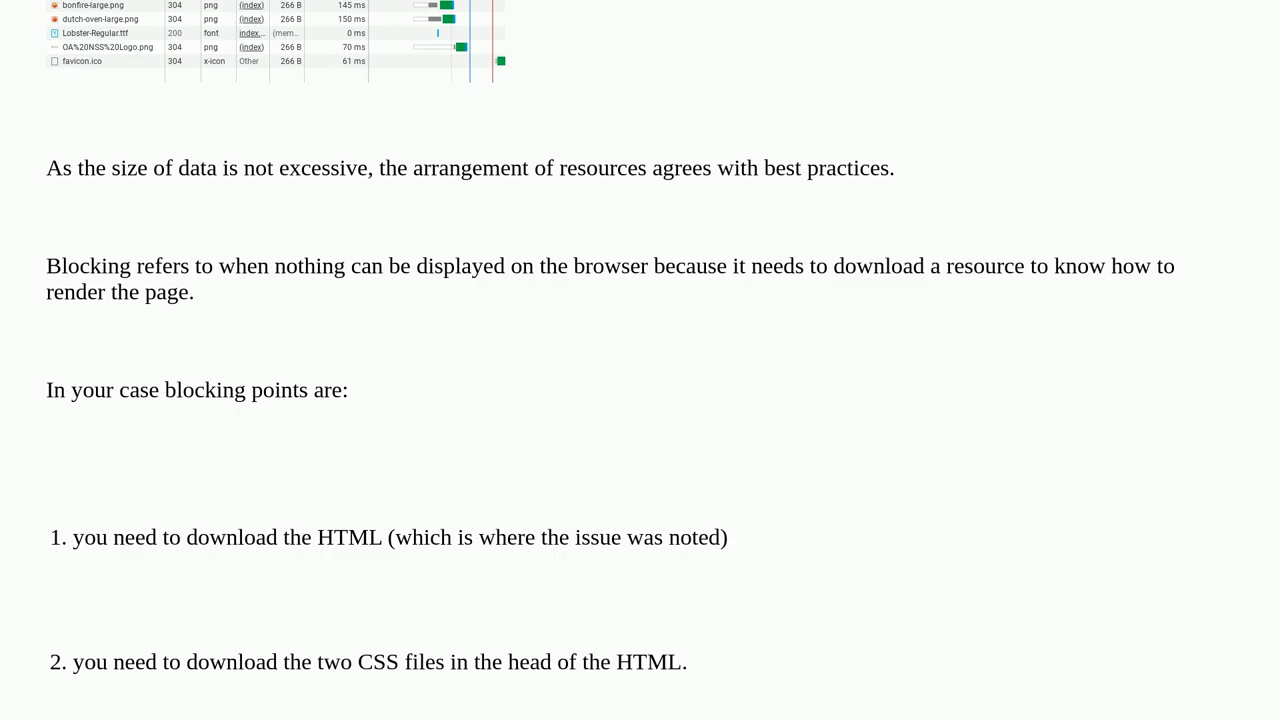 bonfire-large.png 304 png (index) 266 B 145 ms
dutch-oven-large.png 304 png (index) 266 B 150 ms
Lobster-Regular.ttf 200 font index... (mem... 0 ms
OA%20NSS%20Logo.png 304 png (index) 266 B 70 ms
favicon.ico 304 x-icon Other 266 B 61 ms
As the size of data is not excessive, the arrangement of resources agrees with best practices.
Blocking refers to when nothing can be displayed on the browser because it needs to download a resource to know how to
render the page.
In your case blocking points are:
1. you need to download the HTML (which is where the issue was noted)
2. you need to download the two CSS files in the head of the HTML.